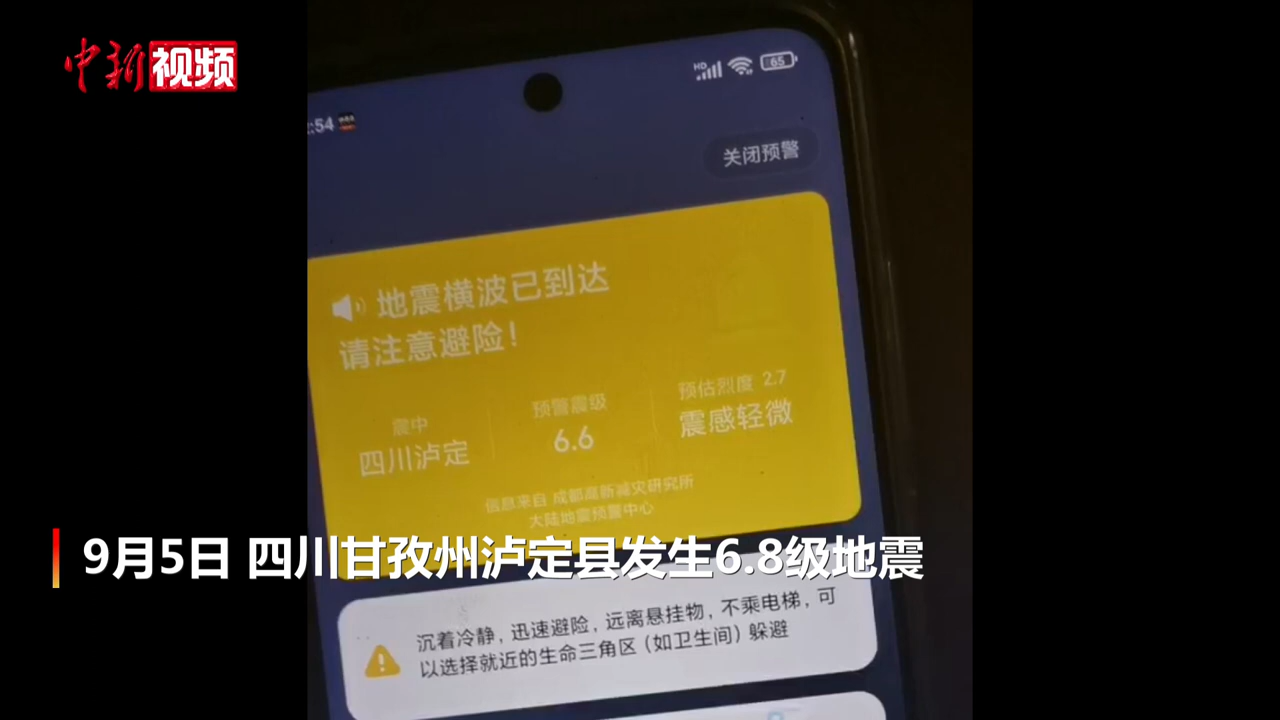 中新视频
:54
HD
65
关闭预警
地震横波已到达
请注意避险！
震中
四川泸定
预警震级
6.6
预估烈度 2.7
震感轻微
信息来自 成都高新减灾研究所
大陆地震预警中心
9月5日 四川甘孜州泸定县发生6.8级地震
沉着冷静，迅速避险，远离悬挂物，不乘电梯，可
以选择就近的生命三角区（如卫生间）躲避